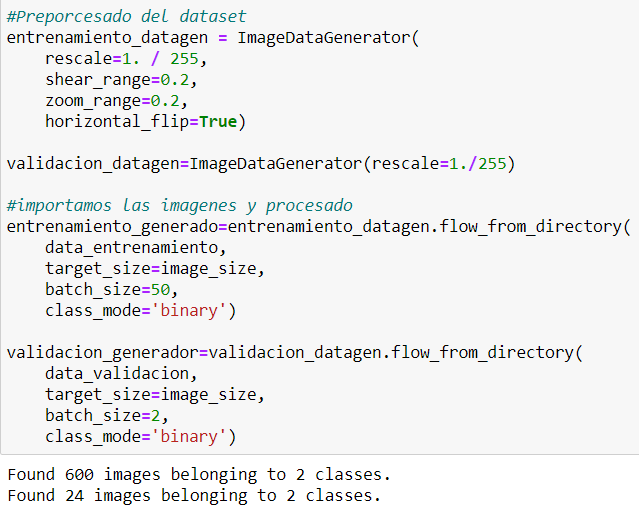 #Preporcesado del dataset
entrenamiento_datagen = ImageDataGenerator(
    rescale=1. / 255,
    shear_range=0.2,
    zoom_range=0.2,
    horizontal_flip=True)

validacion_datagen=ImageDataGenerator(rescale=1./255)

#importamos las imagenes y procesado
entrenamiento_generado=entrenamiento_datagen.flow_from_directory(
    data_entrenamiento,
    target_size=image_size,
    batch_size=50,
    class_mode='binary')

validacion_generador=validacion_datagen.flow_from_directory(
    data_validacion,
    target_size=image_size,
    batch_size=2,
    class_mode='binary')

Found 600 images belonging to 2 classes.
Found 24 images belonging to 2 classes.